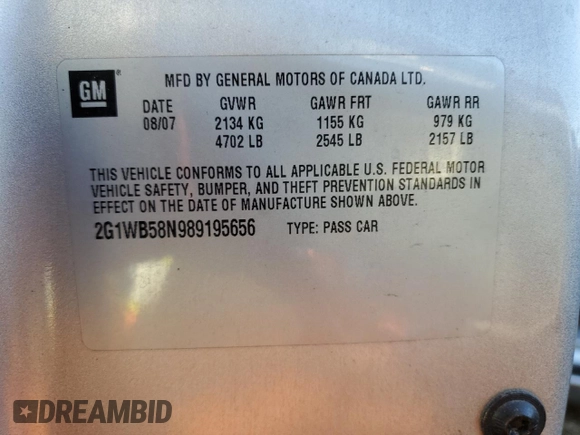 GM ®
MFD BY GENERAL MOTORS OF CANADA LTD.
DATE GVWR GAWR FRT GAWR RR
08/07 2134 KG 1155 KG 979 KG
4702 LB 2545 LB 2157 LB
THIS VEHICLE CONFORMS TO ALL APPLICABLE U.S. FEDERAL MOTOR
VEHICLE SAFETY, BUMPER, AND THEFT PREVENTION STANDARDS IN
EFFECT ON THE DATE OF MANUFACTURE SHOWN ABOVE.
2G1WB58N989195656 TYPE: PASS CAR
DREAMBID